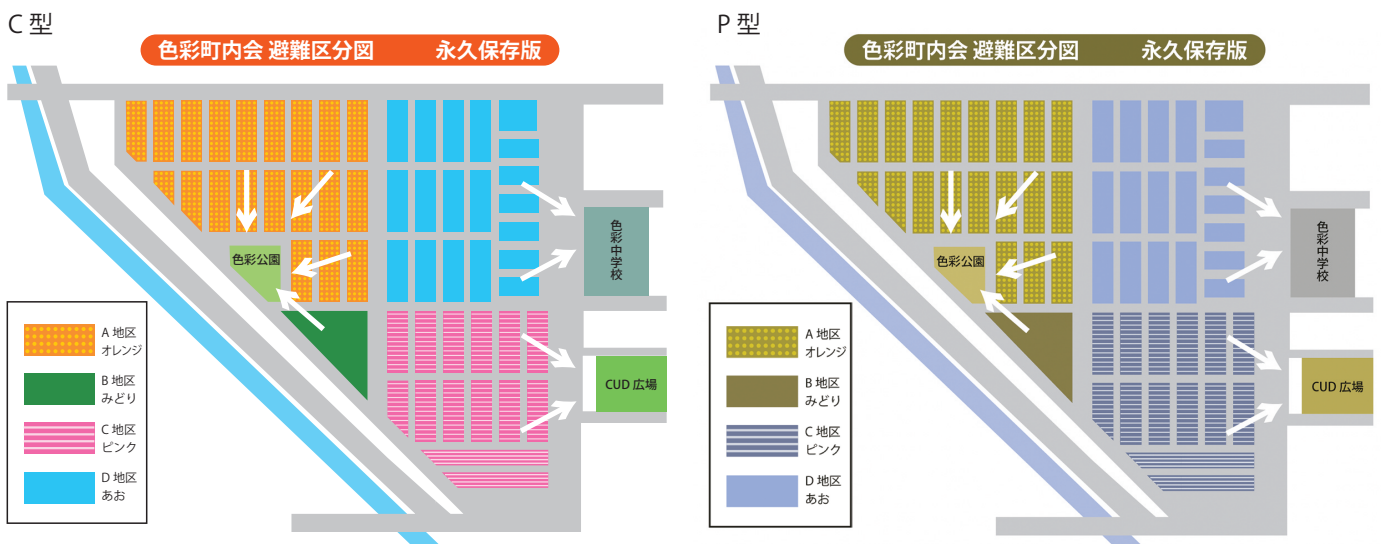 C 型
色彩町内会 避難区分図 永久保存版
色彩公園
色彩中学校
CUD 広場
A 地区
オレンジ
B 地区
みどり
C 地区
ピンク
D 地区
あお
P 型
色彩町内会 避難区分図 永久保存版
色彩公園
色彩中学校
CUD 広場
A 地区
オレンジ
B 地区
みどり
C 地区
ピンク
D 地区
あお